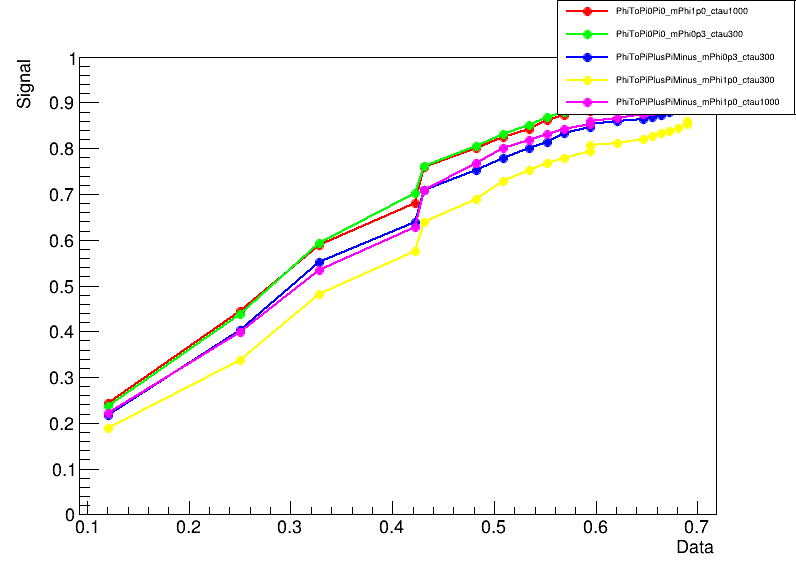 PhiToPi0Pi0_mPhi1p0_ctau1000
PhiToPi0Pi0_mPhi0p3_ctau300
PhiToPiPlusPiMinus_mPhi0p3_ctau300
PhiToPiPlusPiMinus_mPhi1p0_ctau300
PhiToPiPlusPiMinus_mPhi1p0_ctau1000
Signal
1
0.9
0.8
0.7
0.6
0.5
0.4
0.3
0.2
0.1
0
0.1 0.2 0.3 0.4 0.5 0.6 0.7
Data